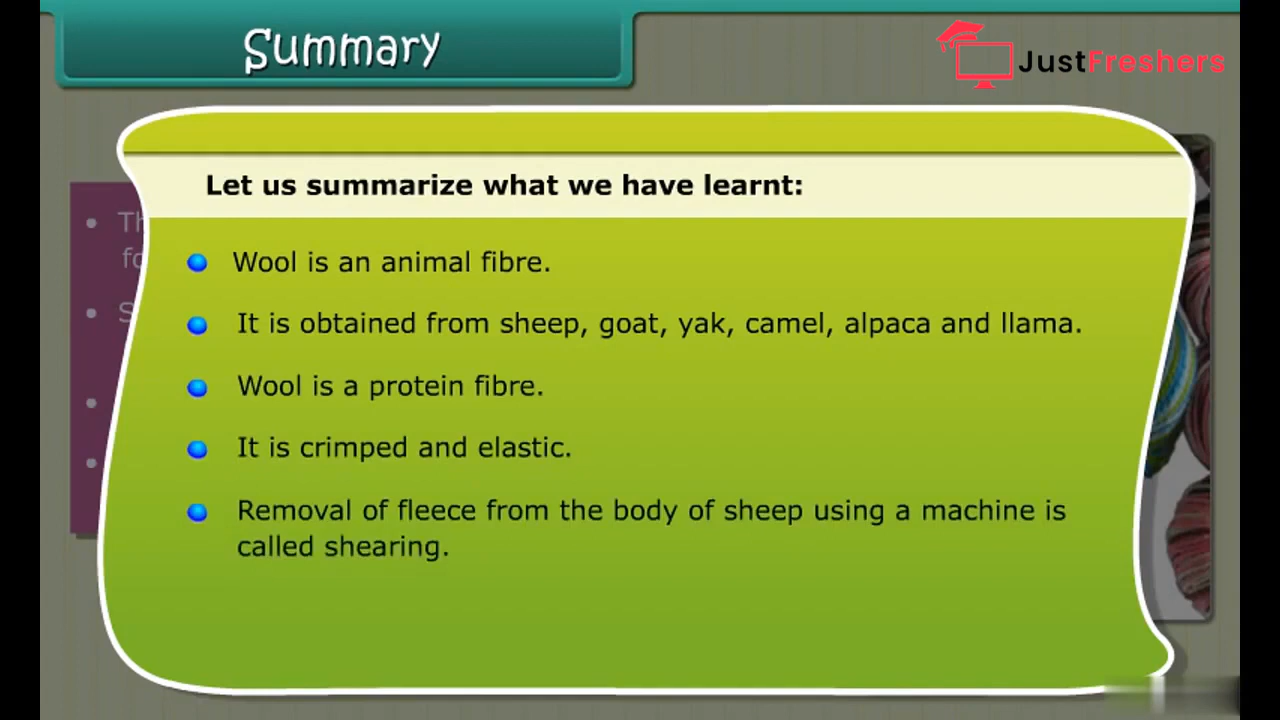 Summary
JustFreshers
Let us summarize what we have learnt:
Wool is an animal fibre.
It is obtained from sheep, goat, yak, camel, alpaca and llama.
Wool is a protein fibre.
It is crimped and elastic.
Removal of fleece from the body of sheep using a machine is
called shearing.